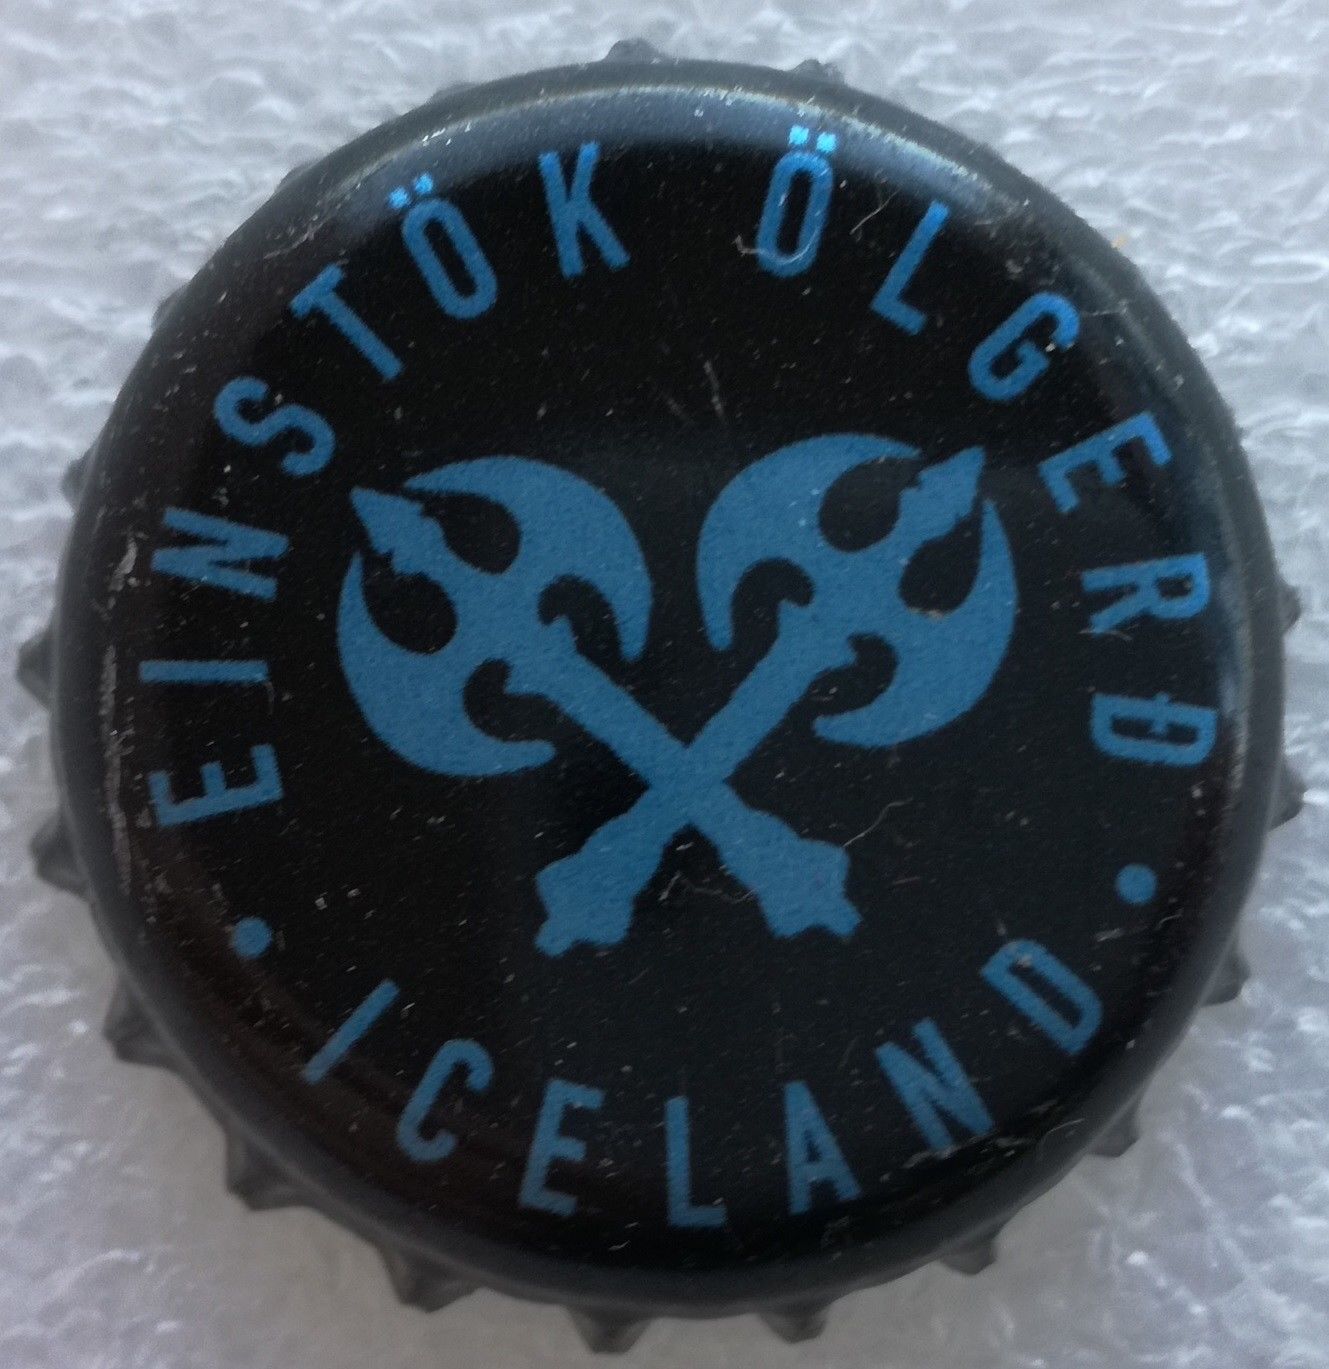 EINSTÖK ÖLGERÐ
• ICELAND •